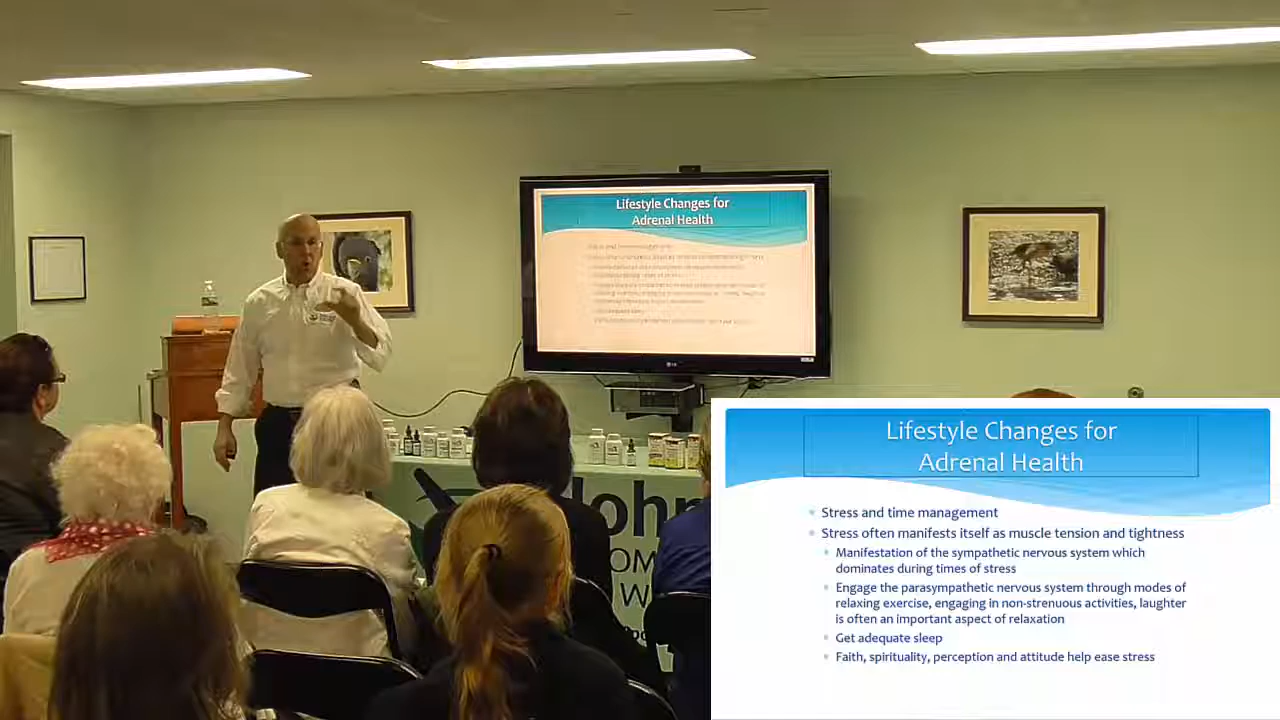 Lifestyle Changes for
Adrenal Health
John
OM
W
Lifestyle Changes for
Adrenal Health
Stress and time management
Stress often manifests itself as muscle tension and tightness
Manifestation of the sympathetic nervous system which
dominates during times of stress
Engage the parasympathetic nervous system through modes of
relaxing exercise, engaging in non-strenuous activities, laughter
is often an important aspect of relaxation
Get adequate sleep
Faith, spirituality, perception and attitude help ease stress